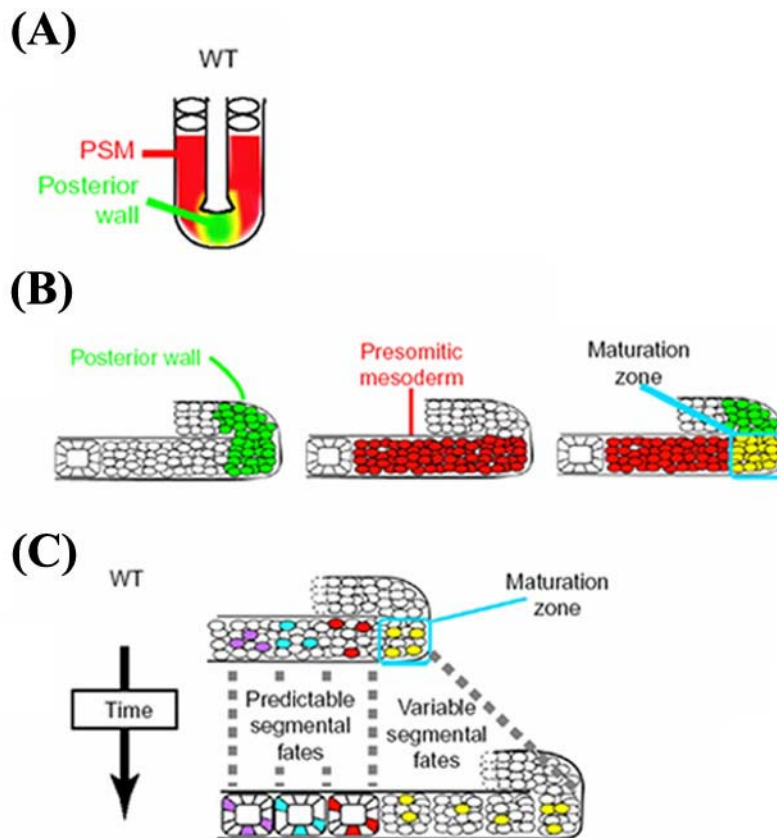 (A)
WT
PSM
Posterior
wall
(B)
Posterior wall
Presomitic
mesoderm
Maturation
zone
(C)
WT
Maturation
zone
Time
Predictable
segmental
fates
Variable
segmental
fates